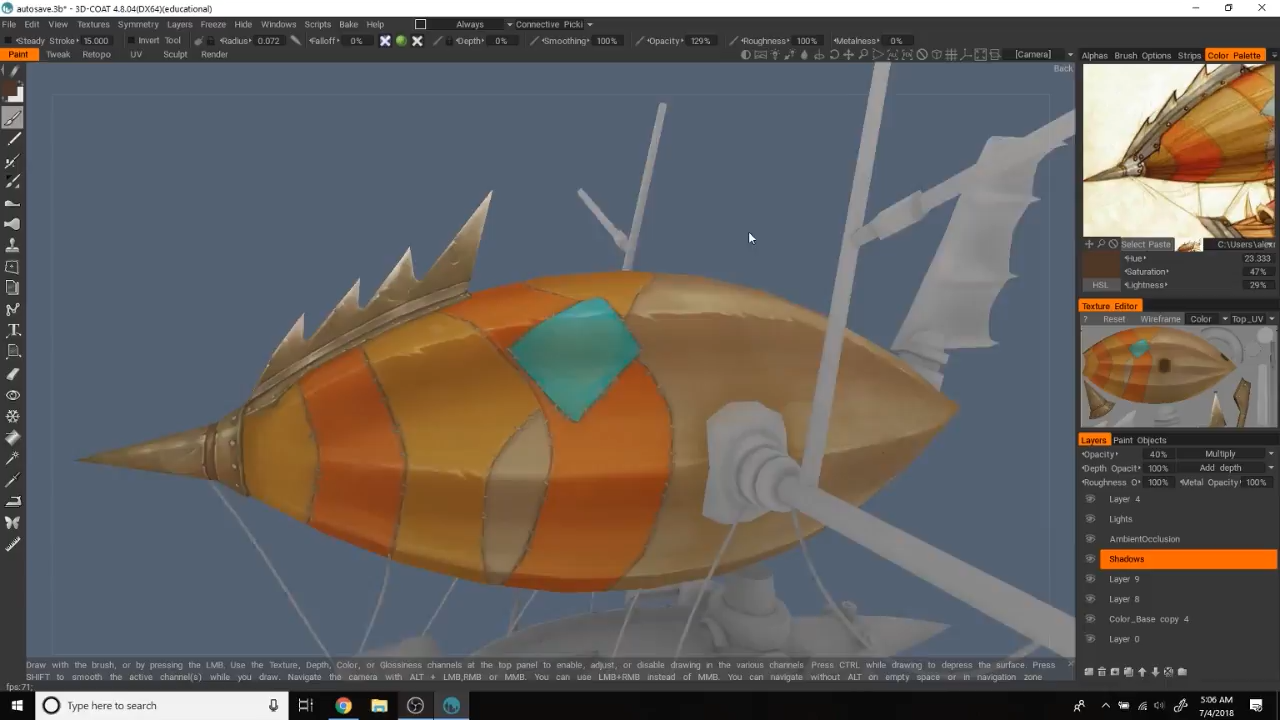 autosave.3b* - 3D-COAT 4.8.04(DX64)(educational)
File Edit View Textures Symmetry Layers Freeze Hide Windows Scripts Bake Help Always Connective Picki
Steady Stroke 15.000 Invert Tool Radius 0.072 Falloff 0% Depth 0% Smoothing 100% Opacity 129% Roughness 100% Metalness 0%
Paint Tweak Retopo UV Sculpt Render [Camera]
Back
Alphas Brush Options Strips Color Palette
Select Paste C:\Users\alex
Hue 23.333
Saturation 47%
HSL Lightness 29%
Texture Editor
? Reset Wireframe Color Top_UV
Layers Paint Objects
Opacity 40% Multiply
Depth Opacit 100% Add depth
Roughness O 100% Metal Opacity 100%
Layer 4
Lights
AmbientOcclusion
Shadows
Layer 9
Layer 8
Color_Base copy 4
Layer 0
Draw with the brush, or by pressing the LMB. Use the Texture, Depth, Color, or Glossiness channels at the top panel to enable, adjust, or disable drawing in the various channels Press CTRL while drawing to depress the surface. Press
SHIFT to smooth the active channel(s) while you draw. Navigate the camera with ALT + LMB,RMB or MMB. You can use LMB+RMB instead of MMB. You can navigate without ALT on empty space or in navigation zone
fps:71;
Type here to search
5:06 AM
7/4/2018